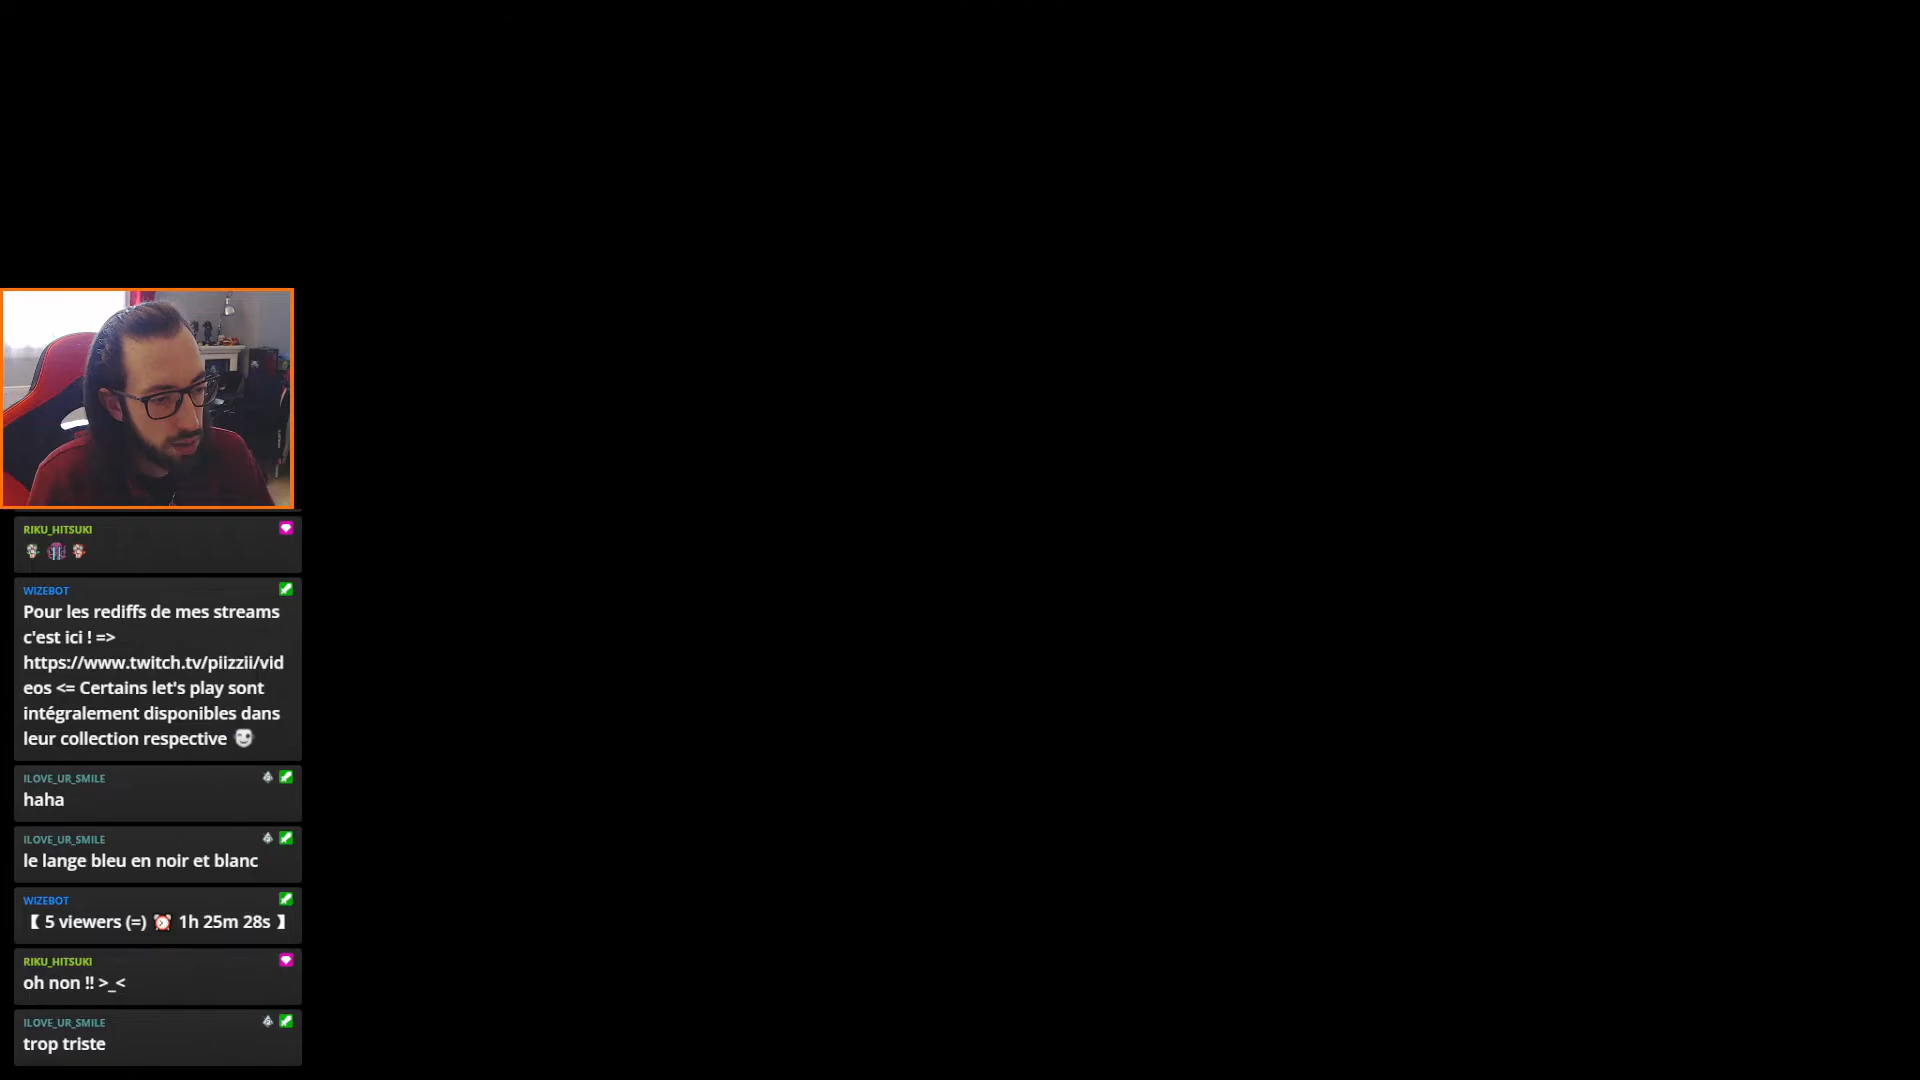 RIKU_HITSUKI
WIZEBOT
Pour les rediffs de mes streams
c'est ici ! =>
https://www.twitch.tv/piizzii/vid
eos <= Certains let's play sont
intégralement disponibles dans
leur collection respective
ILOVE_UR_SMILE
haha
ILOVE_UR_SMILE
le lange bleu en noir et blanc
WIZEBOT
【 5 viewers (=) ⏰ 1h 25m 28s 】
RIKU_HITSUKI
oh non !! >_<
ILOVE_UR_SMILE
trop triste